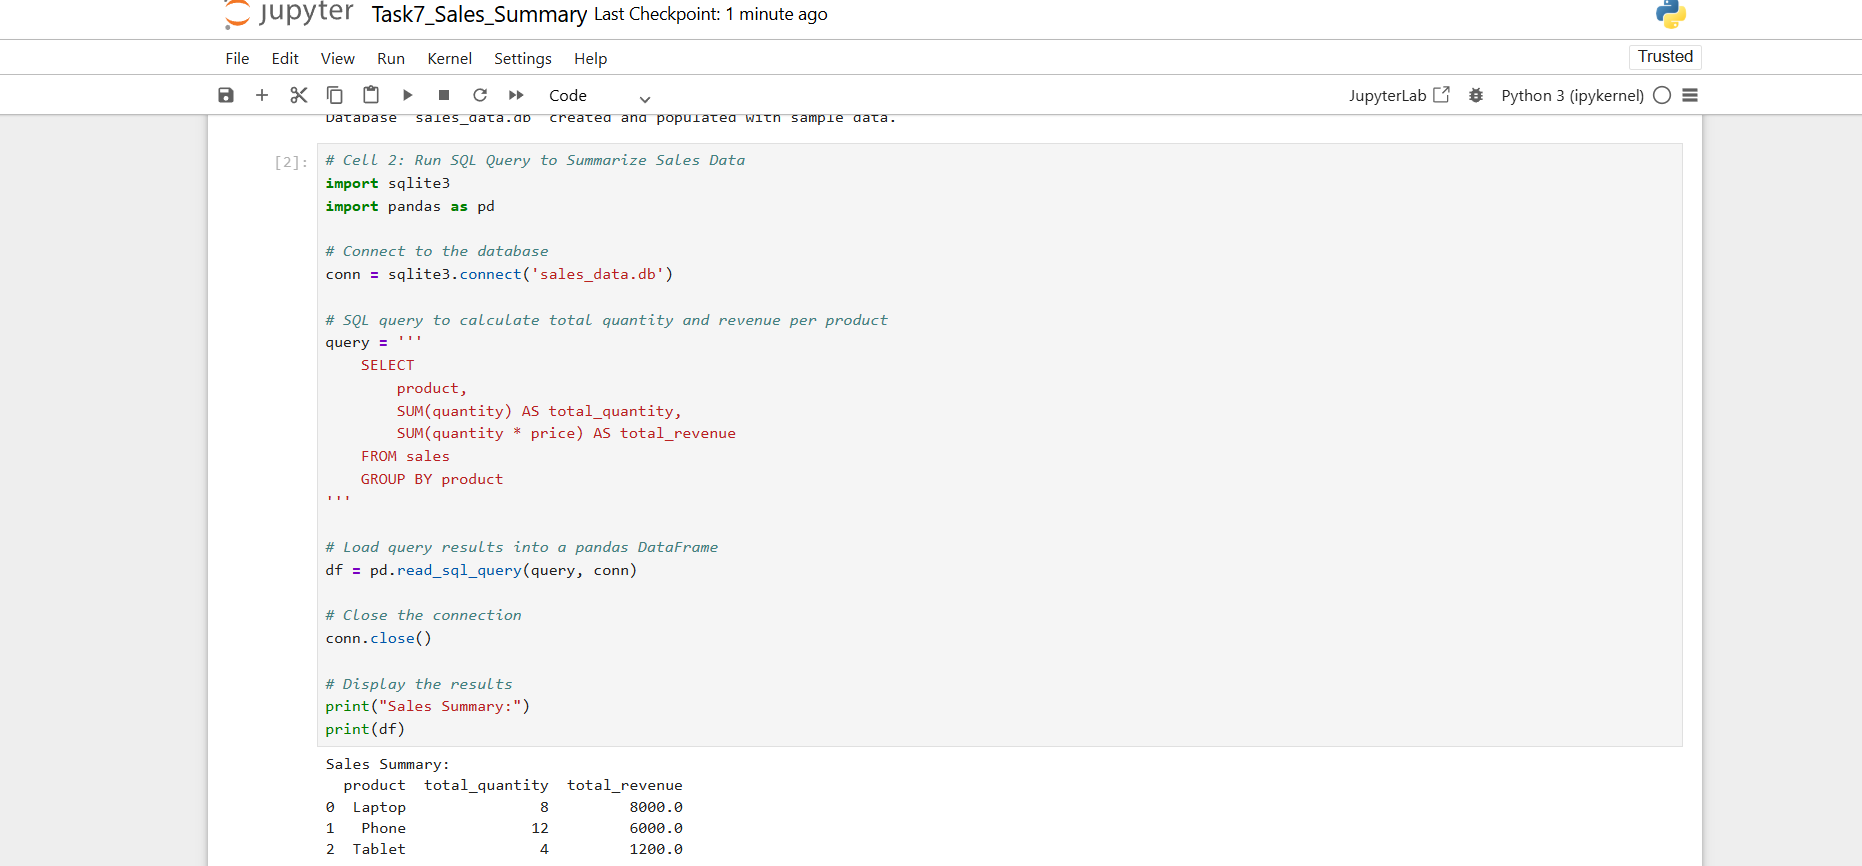 jupyter Task7_Sales_Summary Last Checkpoint: 1 minute ago
File Edit View Run Kernel Settings Help Trusted
Code JupyterLab Python 3 (ipykernel)
Database sales_data.db created and populated with sample data.
[2]: # Cell 2: Run SQL Query to Summarize Sales Data
import sqlite3
import pandas as pd
# Connect to the database
conn = sqlite3.connect('sales_data.db')
# SQL query to calculate total quantity and revenue per product
query = '''
SELECT
product,
SUM(quantity) AS total_quantity,
SUM(quantity * price) AS total_revenue
FROM sales
GROUP BY product
'''
# Load query results into a pandas DataFrame
df = pd.read_sql_query(query, conn)
# Close the connection
conn.close()
# Display the results
print("Sales Summary:")
print(df)
Sales Summary:
product total_quantity total_revenue
0 Laptop 8 8000.0
1 Phone 12 6000.0
2 Tablet 4 1200.0